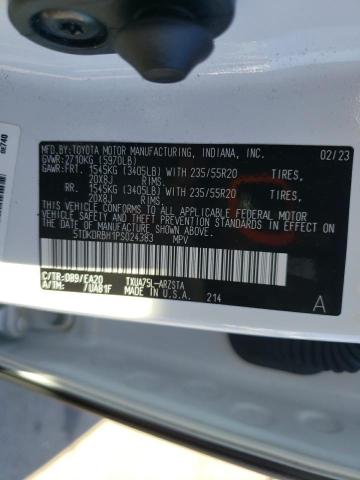 MFD.BY:TOYOTA MOTOR MANUFACTURING, INDIANA, INC. 02/23
GVWR:2710KG (5970LB)
GAWR:FRT. 1545KG (3405LB) WITH 235/55R20 TIRES,
20X8J RIMS.
RR. 1545KG (3405LB) WITH 235/55R20 TIRES,
20X8J RIMS.
THIS VEHICLE CONFORMS TO ALL APPLICABLE FEDERAL MOTOR
VEHICLE SAFETY STANDARDS IN EFFECT ON THE DATE OF
MANUFACTURE SHOWN ABOVE.
5TDKDRBH1PS024383 MPV
C/TR:089/EA20 TXUA75L-ARZSTA
A/TM: /UA81F MADE IN U.S.A. 214
A